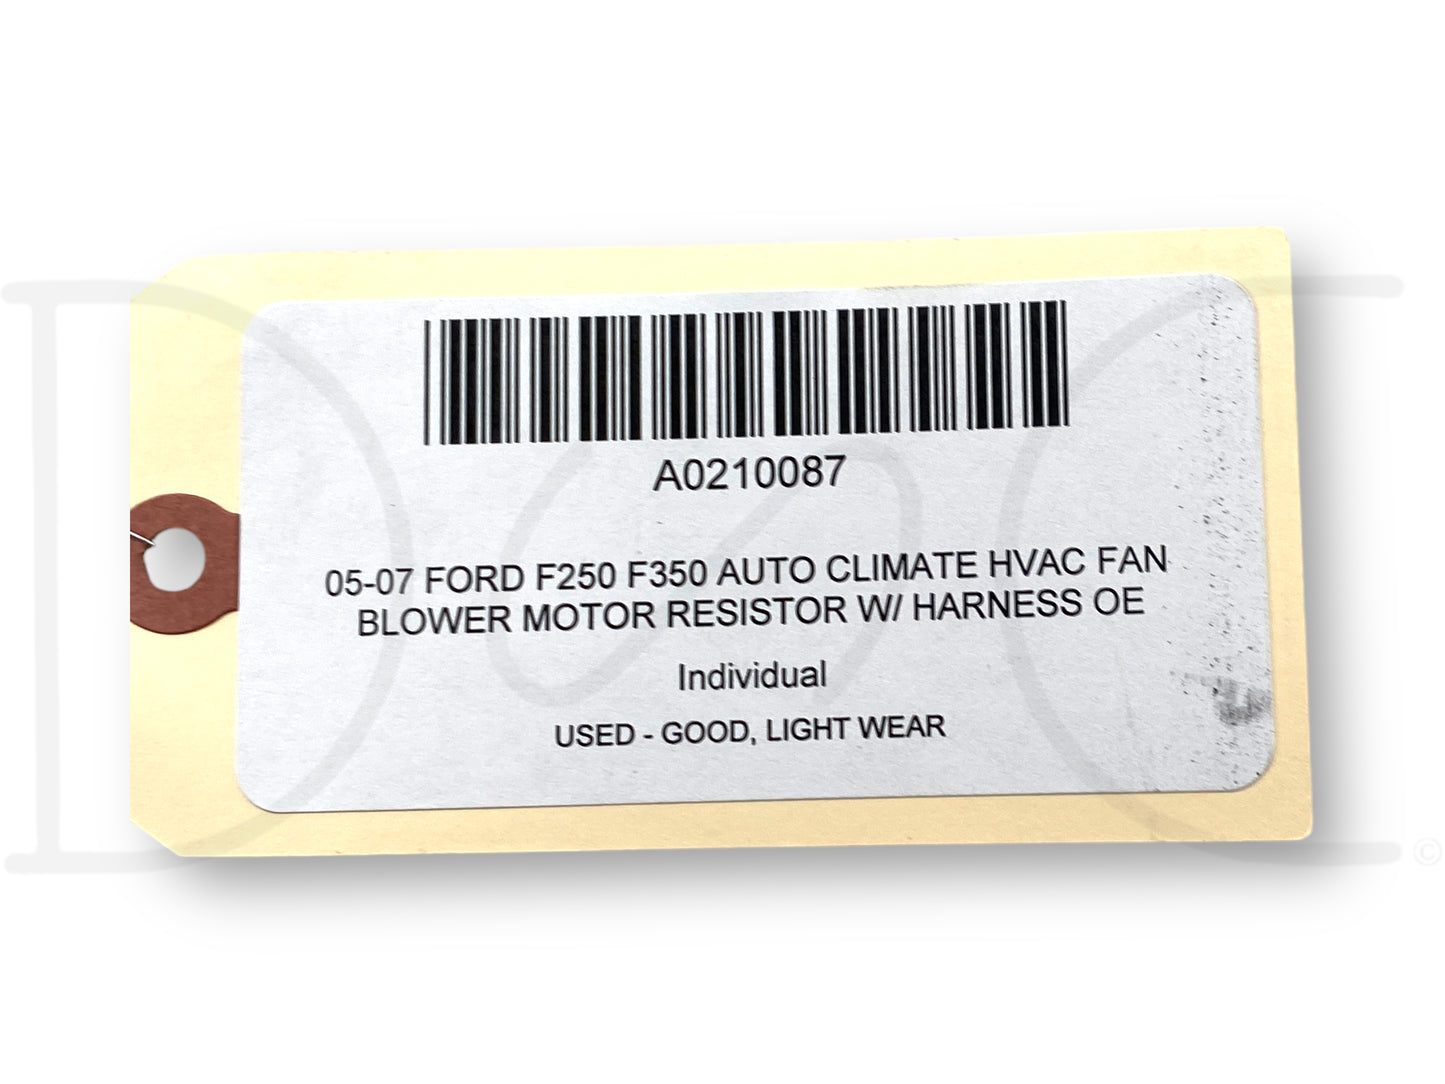 A0210087
05-07 FORD F250 F350 AUTO CLIMATE HVAC FAN
BLOWER MOTOR RESISTOR W/ HARNESS OE
Individual
USED - GOOD, LIGHT WEAR
©